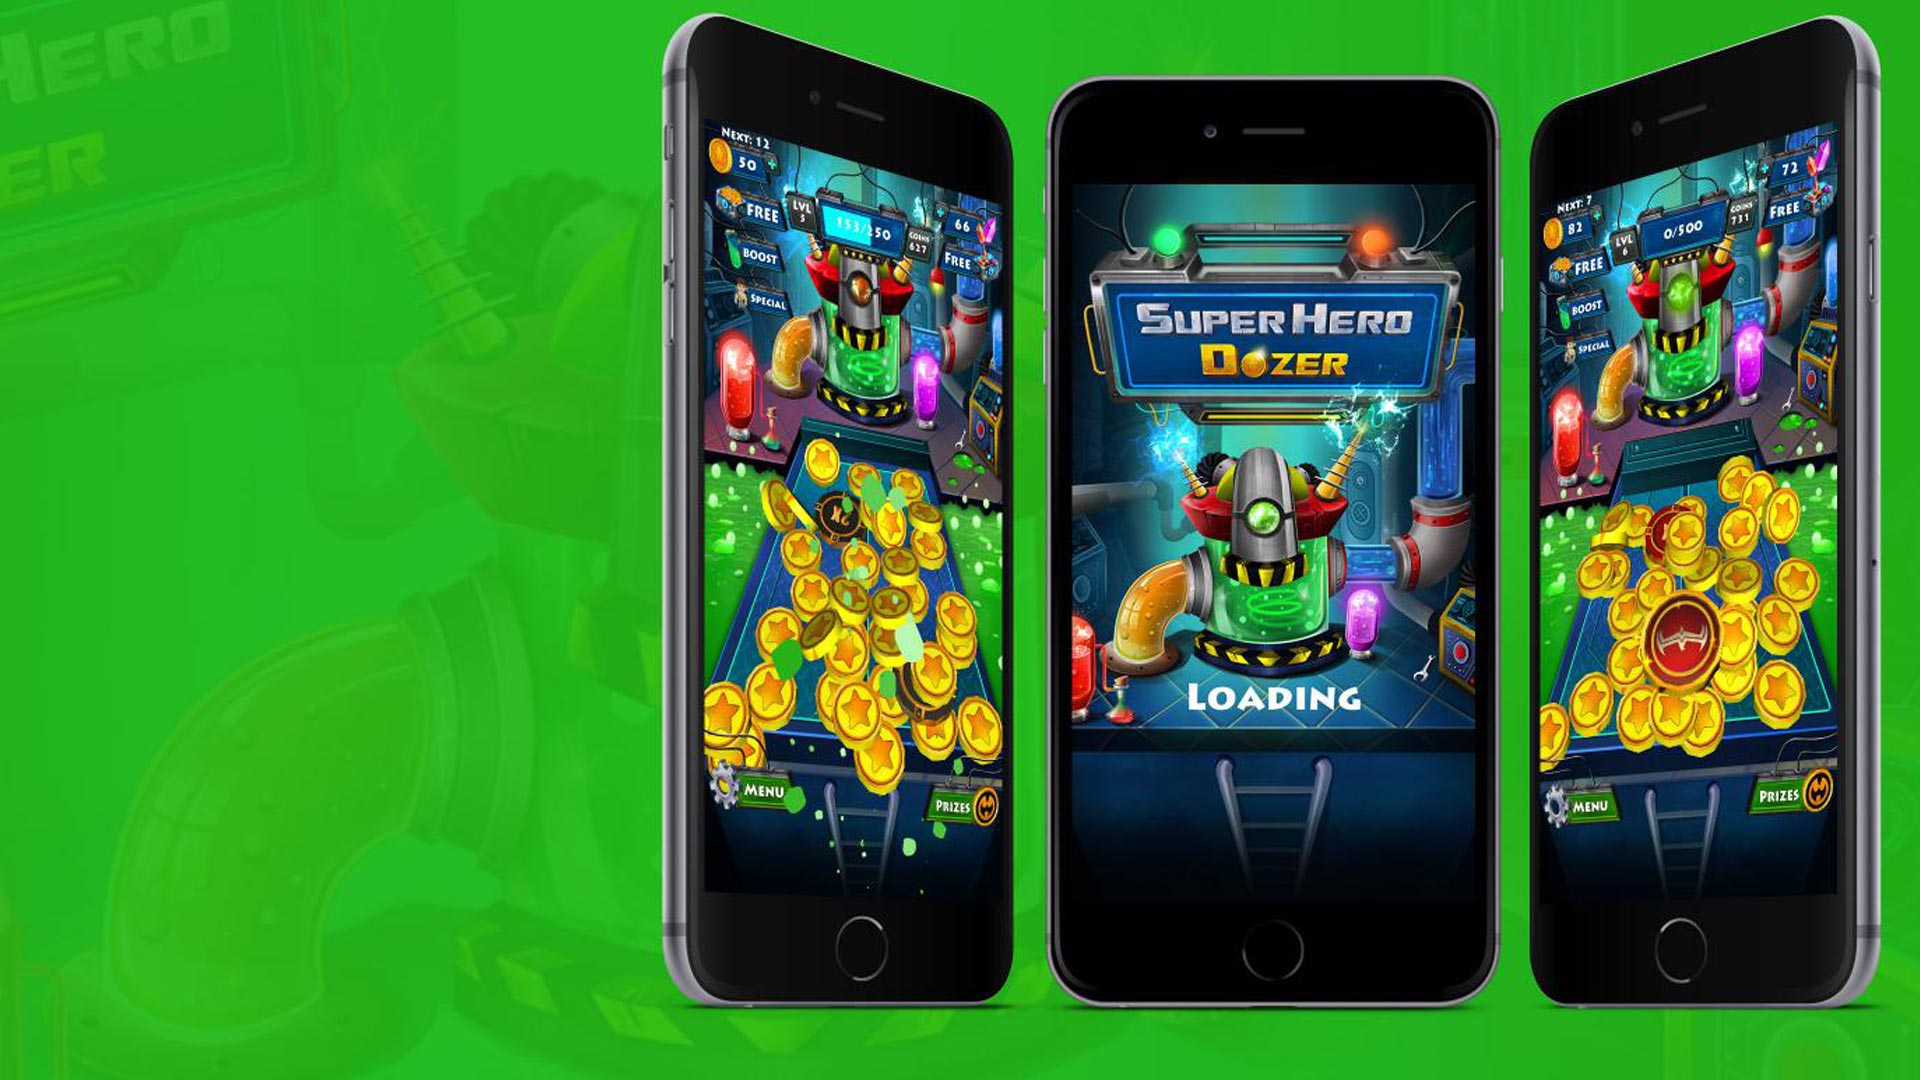 HERO
ER
NEXT: 12
50
FREE
BOOST
SPECIAL
LVL
5
153/250
COINS
627
66
FREE
X2
MENU
PRIZES
SUPER HERO
DOZER
LOADING
NEXT: 7
82
FREE
BOOST
SPECIAL
LVL
6
0/500
COINS
731
72
FREE
MENU
PRIZES